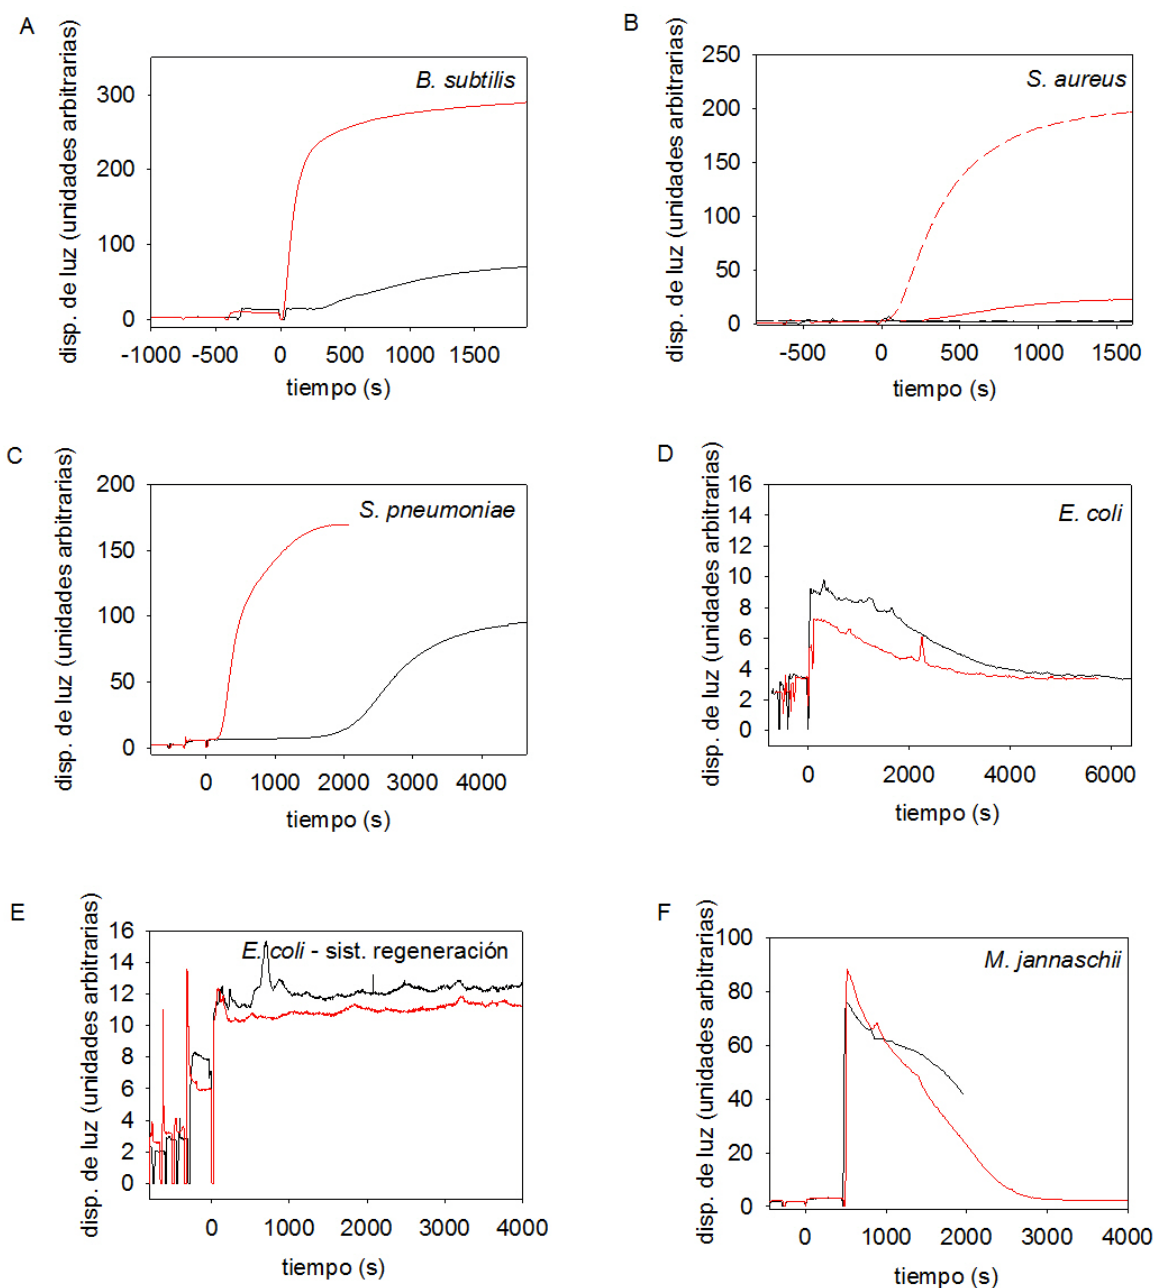 A
B. subtilis
disp. de luz (unidades arbitrarias)
300
200
100
0
-1000 -500 0 500 1000 1500
tiempo (s)
B
S. aureus
disp. de luz (unidades arbitrarias)
250
200
150
100
50
0
-500 0 500 1000 1500
tiempo (s)
C
S. pneumoniae
disp. de luz (unidades arbitrarias)
200
150
100
50
0
0 1000 2000 3000 4000
tiempo (s)
D
E. coli
disp. de luz (unidades arbitrarias)
16
14
12
10
8
6
4
2
0
0 2000 4000 6000
tiempo (s)
E
E. coli - sist. regeneración
disp. de luz (unidades arbitrarias)
16
14
12
10
8
6
4
2
0
0 1000 2000 3000 4000
tiempo (s)
F
M. jannaschii
disp. de luz (unidades arbitrarias)
100
80
60
40
20
0
0 1000 2000 3000 4000
tiempo (s)